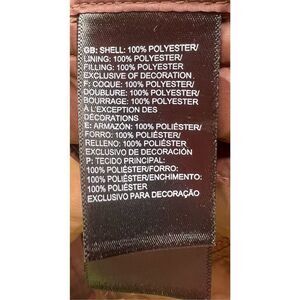 GB: SHELL: 100% POLYESTER/
LINING: 100% POLYESTER/
FILLING: 100% POLYESTER
EXCLUSIVE OF DECORATION
F: COQUE: 100% POLYESTER/
DOUBLURE: 100% POLYESTER/
BOURRAGE: 100% POLYESTER
À L'EXCEPTION DES
DÉCORATIONS
E: ARMAZÓN: 100% POLIÉSTER/
FORRO: 100% POLIÉSTER/
RELLENO: 100% POLIÉSTER
EXCLUSIVO DE DECORACIÓN
P: TECIDO PRINCIPAL:
100% POLIÉSTER/FORRO:
100% POLIÉSTER/ENCHIMENTO:
100% POLIÉSTER
EXCLUSIVO PARA DECORAÇÃO